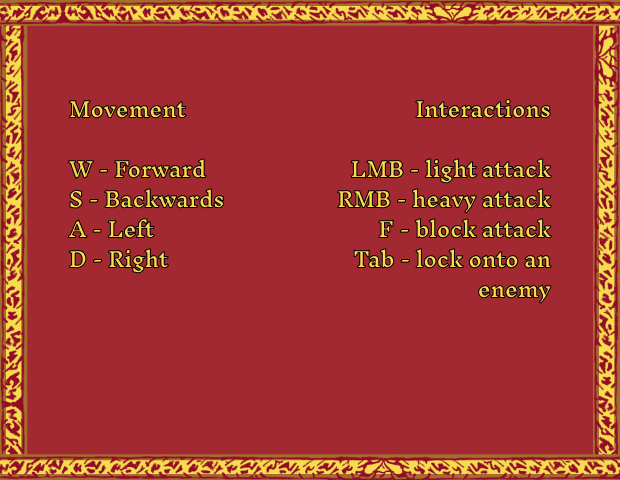 Movement
W - Forward
S - Backwards
A - Left
D - Right
Interactions
LMB - light attack
RMB - heavy attack
F - block attack
Tab - lock onto an
enemy